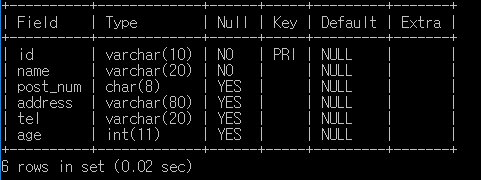 +----------+-------------+------+-----+---------+-------+
| Field    | Type        | Null | Key | Default | Extra |
+----------+-------------+------+-----+---------+-------+
| id       | varchar(10) | NO   | PRI | NULL    |       |
| name     | varchar(20) | NO   |     | NULL    |       |
| post_num | char(8)     | YES  |     | NULL    |       |
| address  | varchar(80) | YES  |     | NULL    |       |
| tel      | varchar(20) | YES  |     | NULL    |       |
| age      | int(11)     | YES  |     | NULL    |       |
+----------+-------------+------+-----+---------+-------+
6 rows in set (0.02 sec)